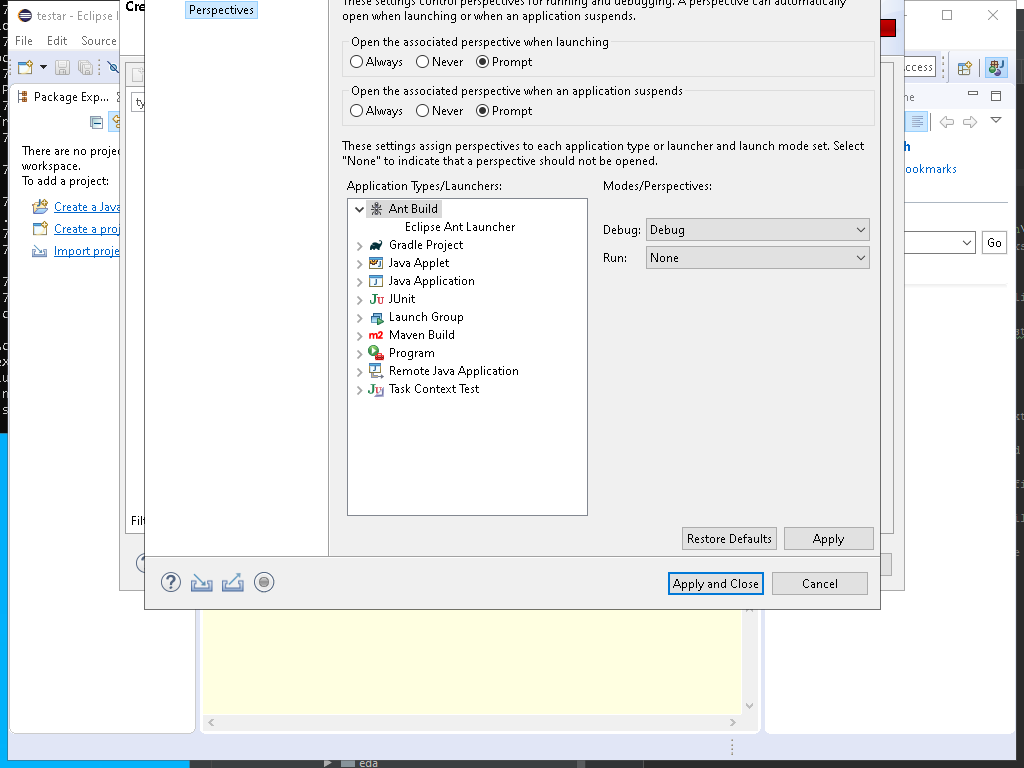 testar - Eclipse I
Cre
Perspectives
These settings control perspectives for running and debugging. A perspective can automatically
open when launching or when an application suspends.
File Edit Source
Open the associated perspective when launching
Always Never Prompt
Package Exp...
Open the associated perspective when an application suspends
Always Never Prompt
ty
There are no proje
workspace.
To add a project:
These settings assign perspectives to each application type or launcher and launch mode set. Select
"None" to indicate that a perspective should not be opened.
ookmarks
Application Types/Launchers:
Modes/Perspectives:
Create a Java
Create a proj
Import proje
Ant Build
Eclipse Ant Launcher
Gradle Project
Java Applet
Java Application
JUnit
Launch Group
Maven Build
Program
Remote Java Application
Task Context Test
Debug: Debug
Run: None
Go
Filt
Restore Defaults Apply
Apply and Close Cancel
eda